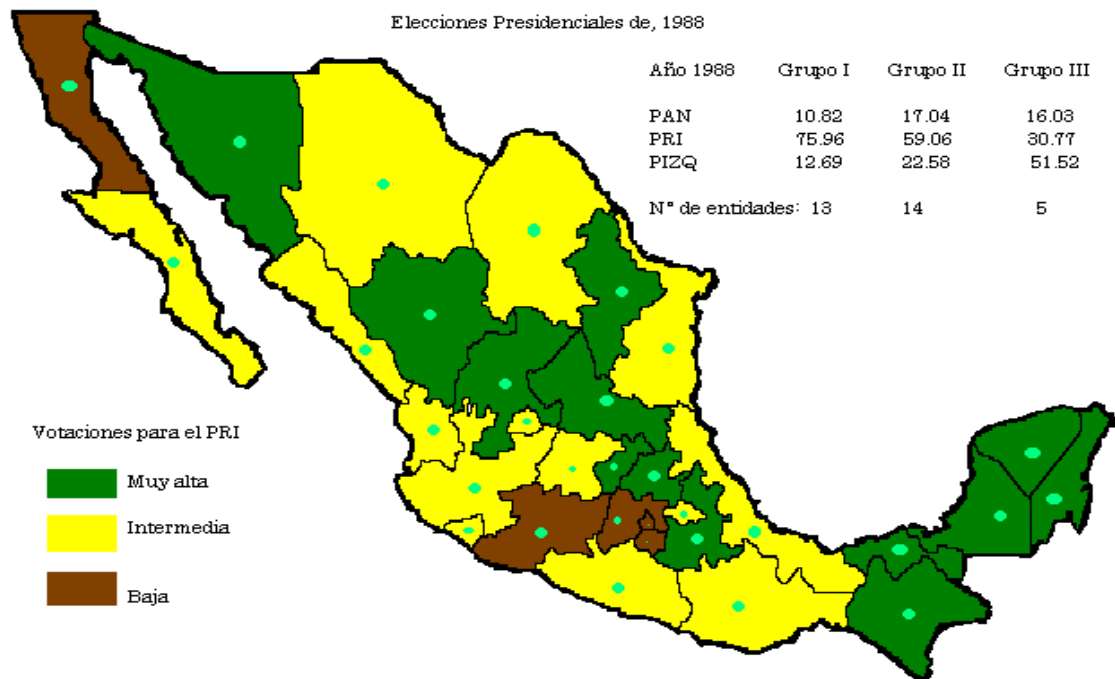 Elecciones Presidenciales de, 1988
Año 1988 Grupo I Grupo II Grupo III
PAN 10.82 17.04 16.03
PRI 75.96 59.06 30.77
PIZQ 12.69 22.58 51.52
N° de entidades: 13 14 5
Votaciones para el PRI
Muy alta
Intermedia
Baja